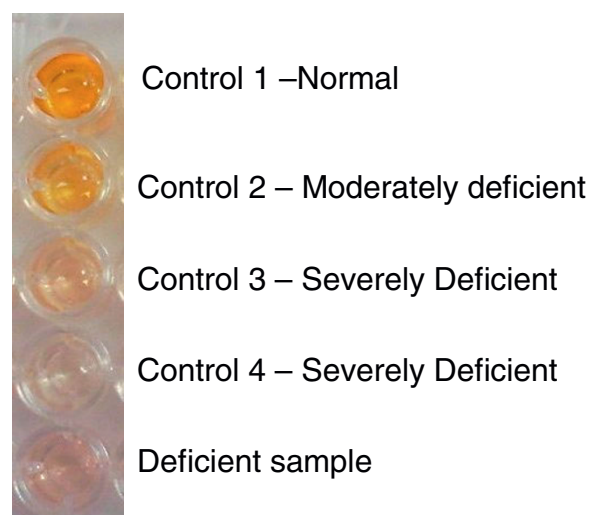 Control 1 –Normal
Control 2 – Moderately deficient
Control 3 – Severely Deficient
Control 4 – Severely Deficient
Deficient sample